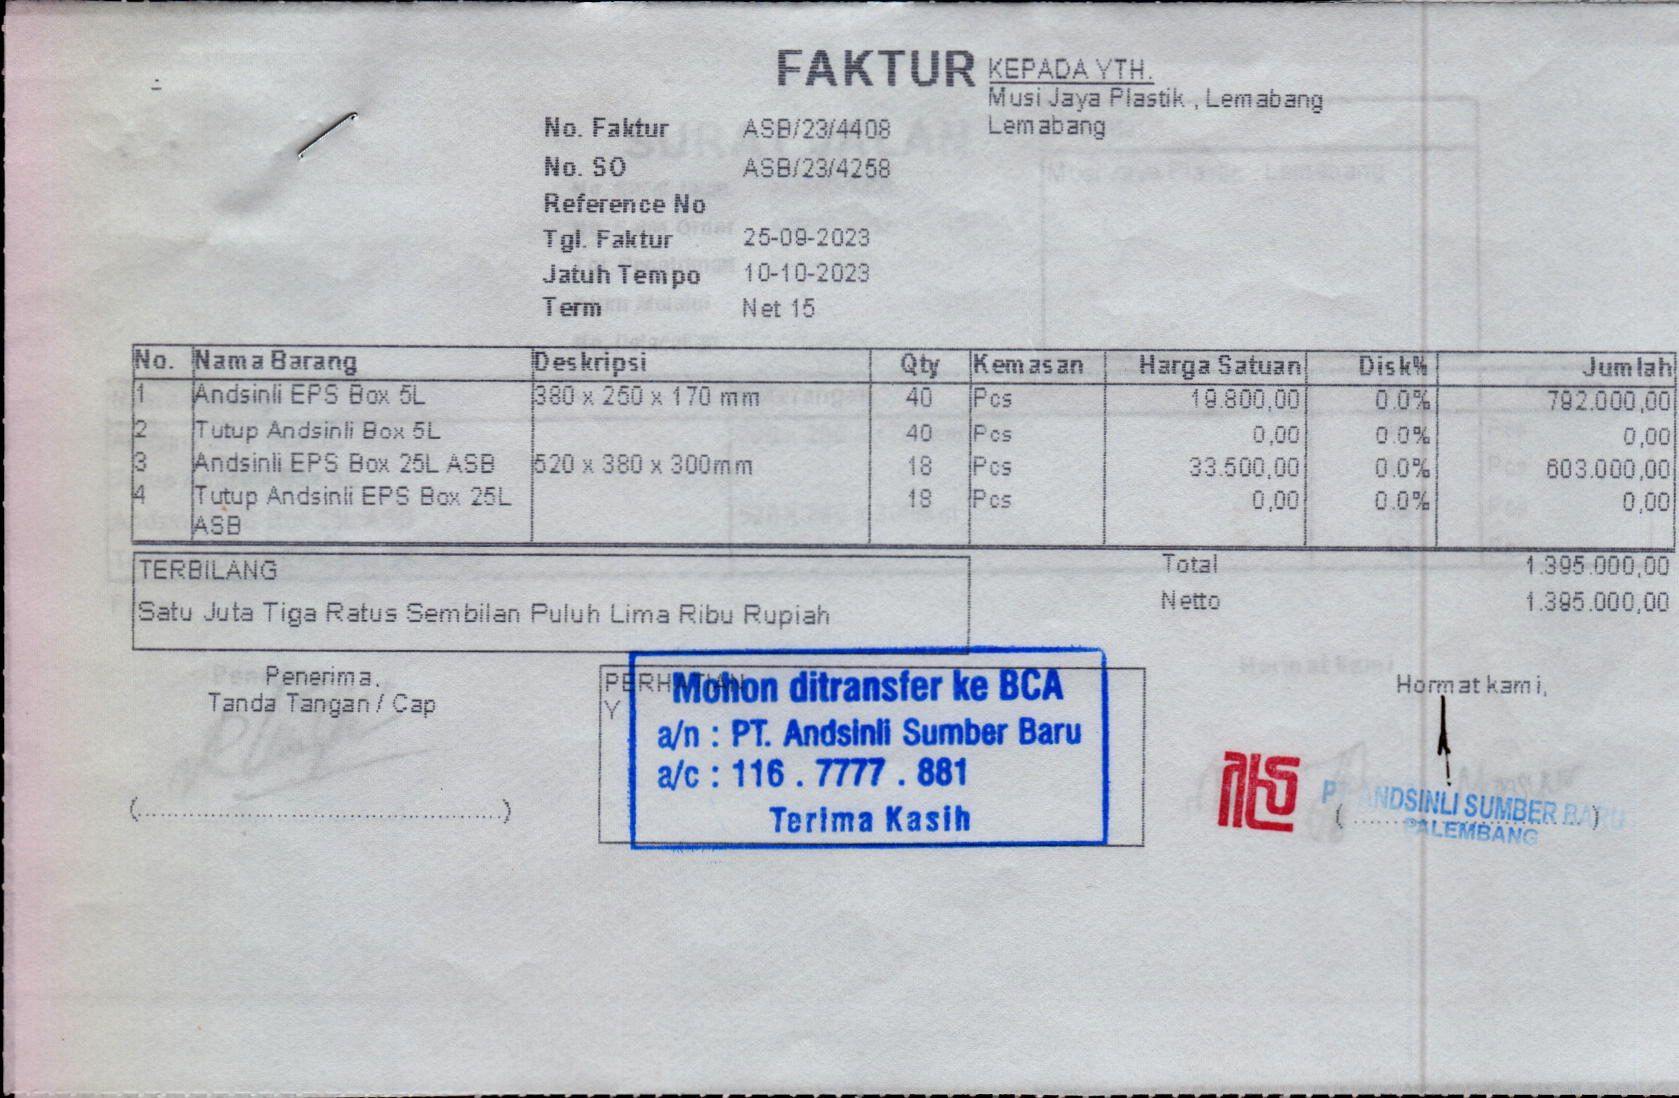 FAKTUR
KEPADA YTH.
Musi Jaya Plastik , Lemabang
Lemabang
No. Faktur ASB/23/4408
No. SO ASB/23/4258
Reference No
Tgl. Faktur 25-09-2023
Jatuh Tempo 10-10-2023
Term Net 15
No. Nama Barang Deskripsi Qty Kemasan Harga Satuan Disk% Jumlah
1 Andsinli EPS Box 5L 380 x 250 x 170 mm 40 Pcs 19.800,00 0.0% 792.000,00
2 Tutup Andsinli Box 5L 40 Pcs 0,00 0.0% 0,00
3 Andsinli EPS Box 25L ASB 520 x 380 x 300mm 18 Pcs 33.500,00 0.0% 603.000,00
4 Tutup Andsinli EPS Box 25L 18 Pcs 0,00 0.0% 0,00
ASB
TERBILANG
Satu Juta Tiga Ratus Sembilan Puluh Lima Ribu Rupiah
Total 1.395.000,00
Netto 1.395.000,00
Penerima,
Tanda Tangan / Cap
(..................................................)
PERHATIAN
Y
Mohon ditransfer ke BCA
a/n : PT. Andsinli Sumber Baru
a/c : 116 . 7777 . 881
Terima Kasih
Hormat kami,
PT ANDSINLI SUMBER BARU
PALEMBANG
(..................................)